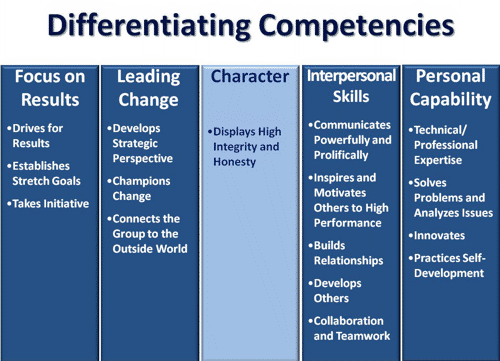 Differentiating Competencies
Focus on
Results
•Drives for
Results
•Establishes
Stretch Goals
•Takes Initiative
Leading
Change
•Develops
Strategic
Perspective
•Champions
Change
•Connects the
Group to the
Outside World
Character
•Displays High
Integrity and
Honesty
Interpersonal
Skills
•Communicates
Powerfully and
Prolifically
•Inspires and
Motivates
Others to High
Performance
•Builds
Relationships
•Develops
Others
•Collaboration
and Teamwork
Personal
Capability
•Technical/
Professional
Expertise
•Solves
Problems and
Analyzes Issues
•Innovates
•Practices Self-
Development